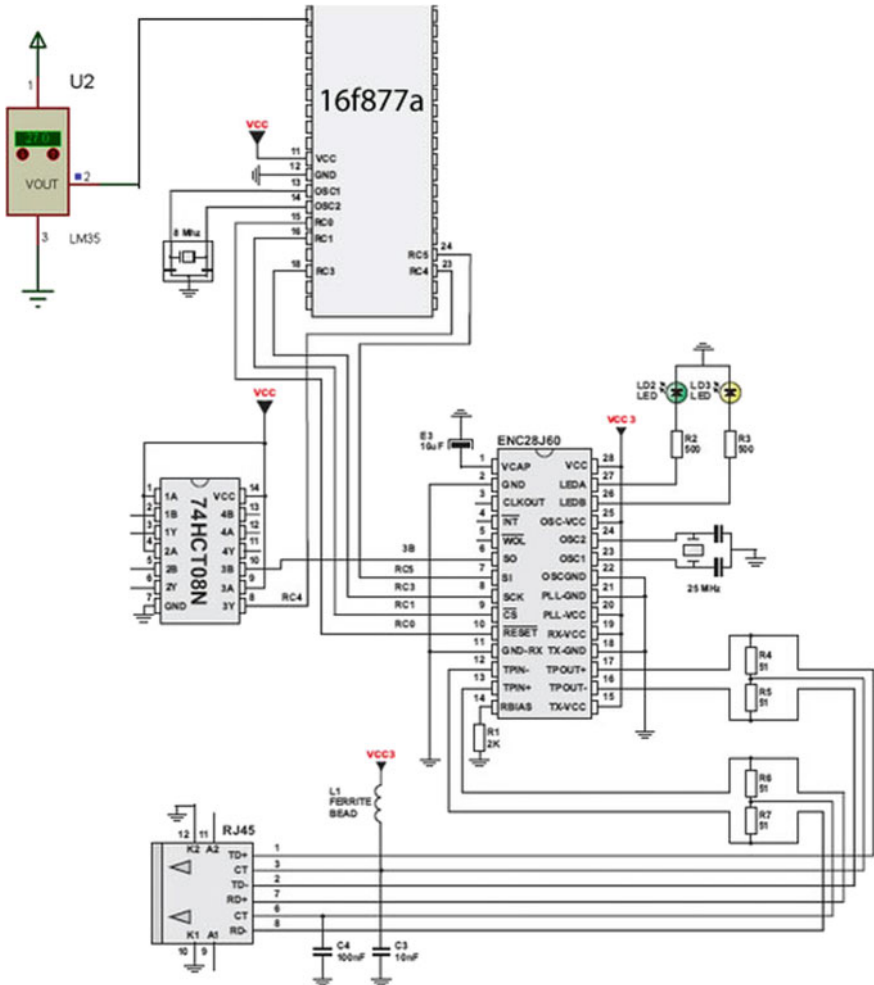 U2
1
27.0
VOUT
2
3
LM35
16f877a
VCC
11 VCC
12 GND
13 OSC1
14 OSC2
15 RC0
16 RC1
18 RC3
RC5 24
RC4 23
8 Mhz
VCC
1 1A
2 1B
3 1Y
4 2A
5 2B
6 2Y
7 GND
74HCT08N
VCC 14
4B 13
4A 12
4Y 11
3B 10
3A 9
3Y 8
RC4
3B
RC5
RC3
RC1
RC0
E3
10uF
ENC28J60
1 VCAP
2 GND
3 CLKOUT
4 INT
5 WOL
6 SO
7 SI
8 SCK
9 CS
10 RESET
11 GND-RX
12 TPIN-
13 TPIN+
14 RBIAS
VCC 28
LEDA 27
LEDB 26
OSC-VCC 25
OSC2 24
OSC1 23
OSCGND 22
PLL-GND 21
PLL-VCC 20
RX-VCC 19
TX-GND 18
TPOUT+ 17
TPOUT- 16
TX-VCC 15
VCC3
LD2
LED
LD3
LED
R2
500
R3
500
25 MHz
R1
2K
R4
51
R5
51
R6
51
R7
51
VCC3
L1
FERRITE
BEAD
RJ45
12 11
K2 A2
TD+ 1
CT 3
TD- 2
RD+ 7
CT 6
RD- 8
K1 A1
10 9
C4
100nF
C3
10nF